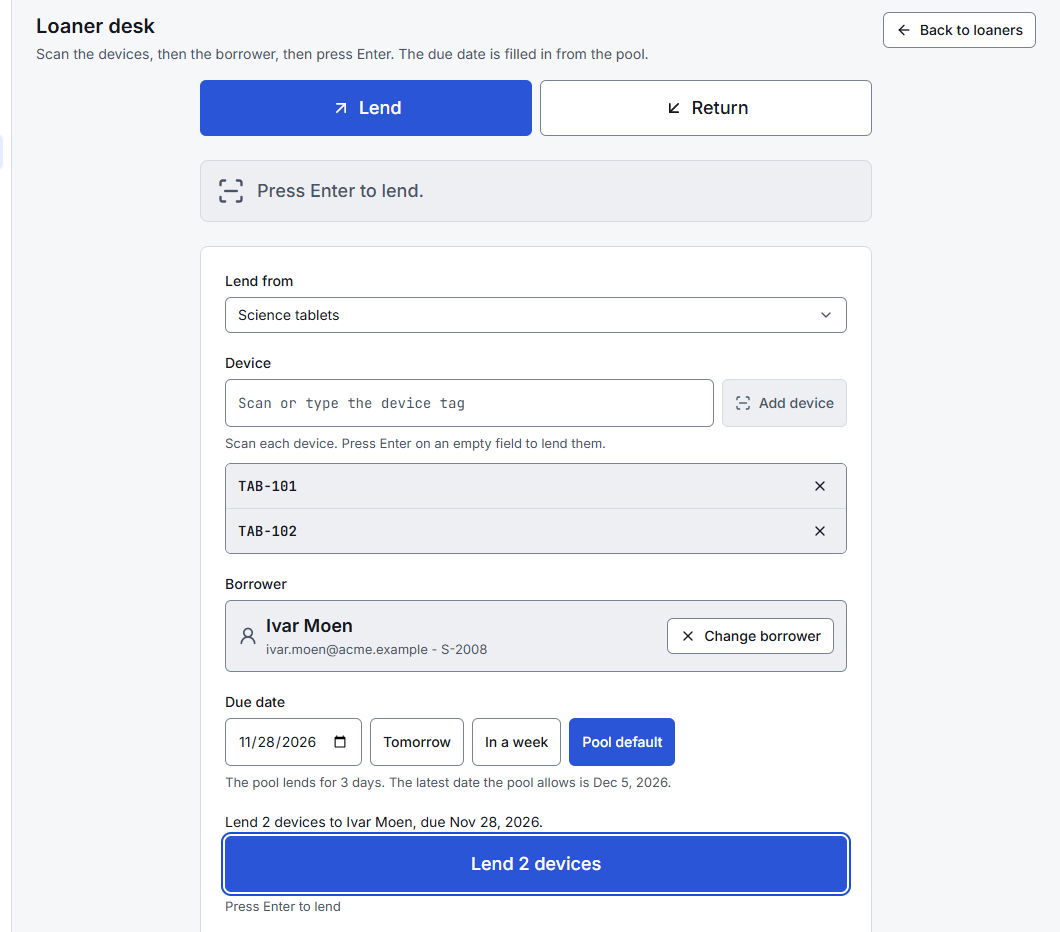 Loaner desk
Back to loaners
Scan the devices, then the borrower, then press Enter. The due date is filled in from the pool.
Lend
Return
Press Enter to lend.
Lend from
Science tablets
Device
Scan or type the device tag
Add device
Scan each device. Press Enter on an empty field to lend them.
TAB-101
TAB-102
Borrower
Ivar Moen
ivar.moen@acme.example - S-2008
Change borrower
Due date
11/28/2026
Tomorrow
In a week
Pool default
The pool lends for 3 days. The latest date the pool allows is Dec 5, 2026.
Lend 2 devices to Ivar Moen, due Nov 28, 2026.
Lend 2 devices
Press Enter to lend